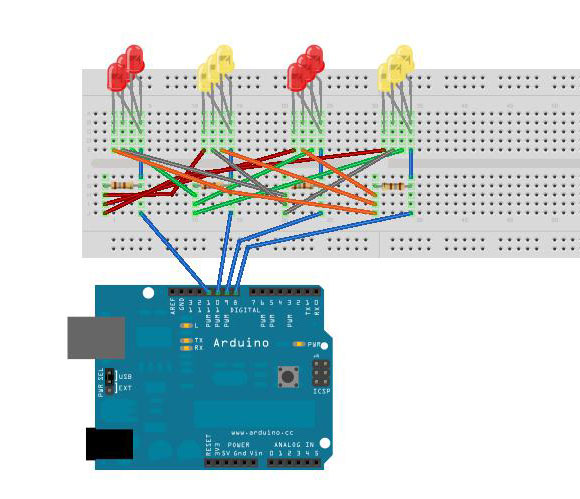 AREF
GND
13
12
11
10
9
8
7
6
5
4
3
2
1
0
PWM
PWM
PWM
DIGITAL
PWM
PWM
PWM
TX
RX
L
TX
RX
Arduino
PWR
ICSP
PWR SEL
USB
EXT
www.arduino.cc
RESET
3V3
5V Gnd Vin
POWER
ANALOG IN
0 1 2 3 4 5